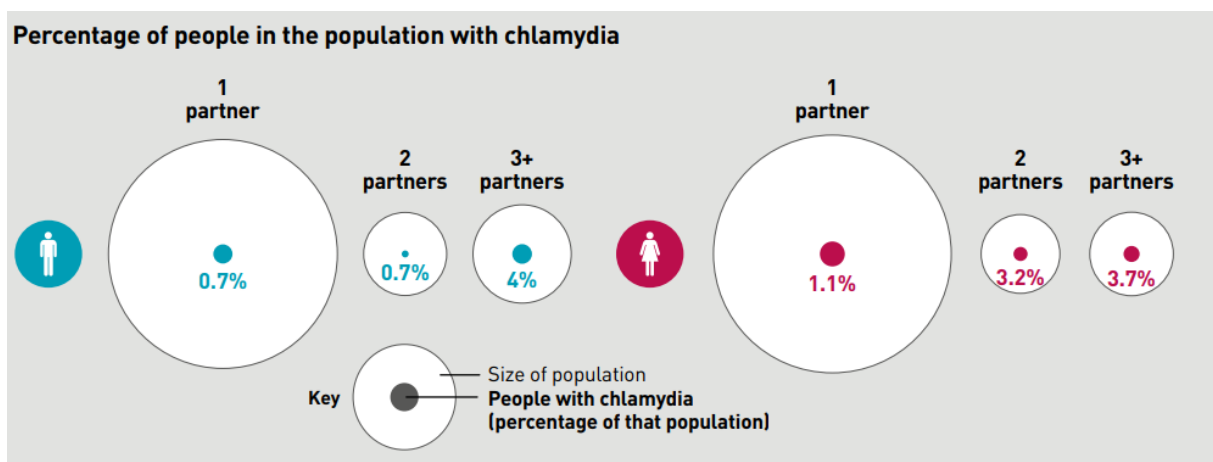 Percentage of people in the population with chlamydia
1
partner
2
partners
3+
partners
0.7%
0.7%
4%
1
partner
2
partners
3+
partners
1.1%
3.2%
3.7%
Key
Size of population
People with chlamydia
(percentage of that population)